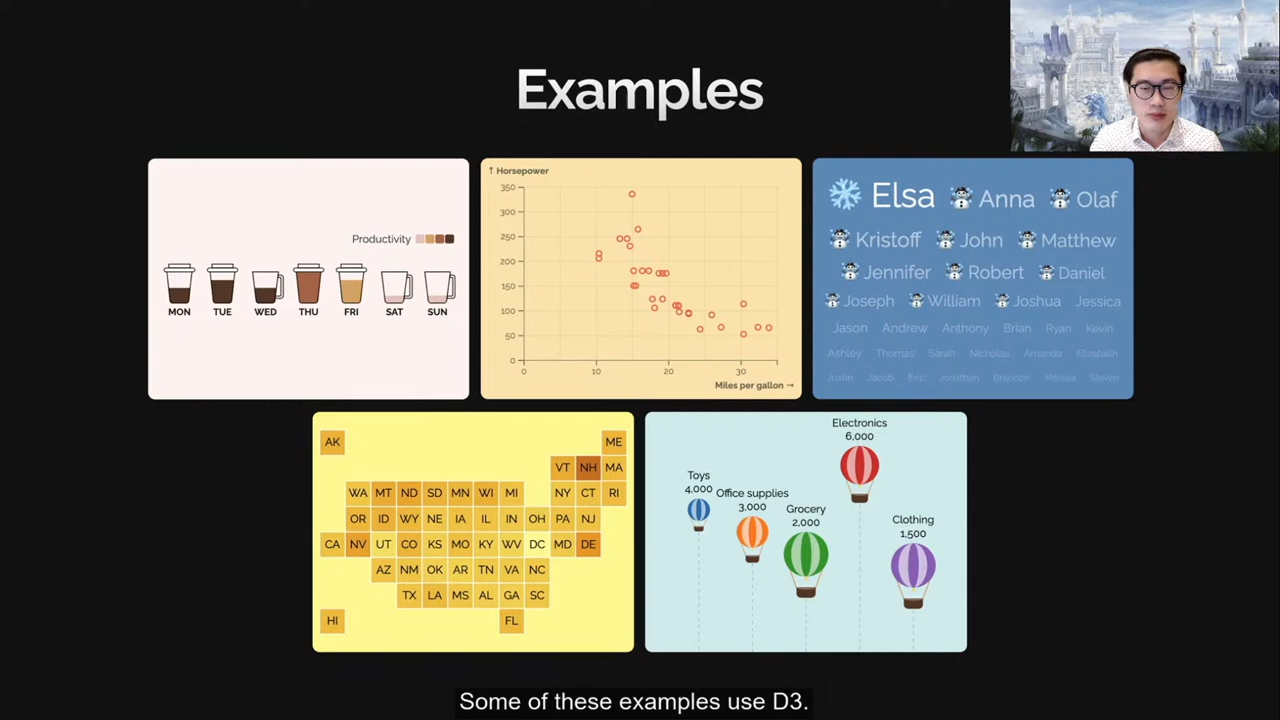 Examples
Productivity
MON TUE WED THU FRI SAT SUN
↑ Horsepower
350
300
250
200
150
100
50
0
0 10 20 30
Miles per gallon →
Elsa Anna Olaf
Kristoff John Matthew
Jennifer Robert Daniel
Joseph William Joshua Jessica
Jason Andrew Anthony Brian Ryan Kevin
Ashley Thomas Sarah Nicholas Amanda Elizabeth
Justin Jacob Eric Jonathan Brandon Melissa Steven
AK ME
VT NH MA
WA MT ND SD MN WI MI NY CT RI
OR ID WY NE IA IL IN OH PA NJ
CA NV UT CO KS MO KY WV DC MD DE
AZ NM OK AR TN VA NC
TX LA MS AL GA SC
HI FL
Electronics
6,000
Toys
4,000
Office supplies
3,000
Grocery
2,000
Clothing
1,500
Some of these examples use D3.